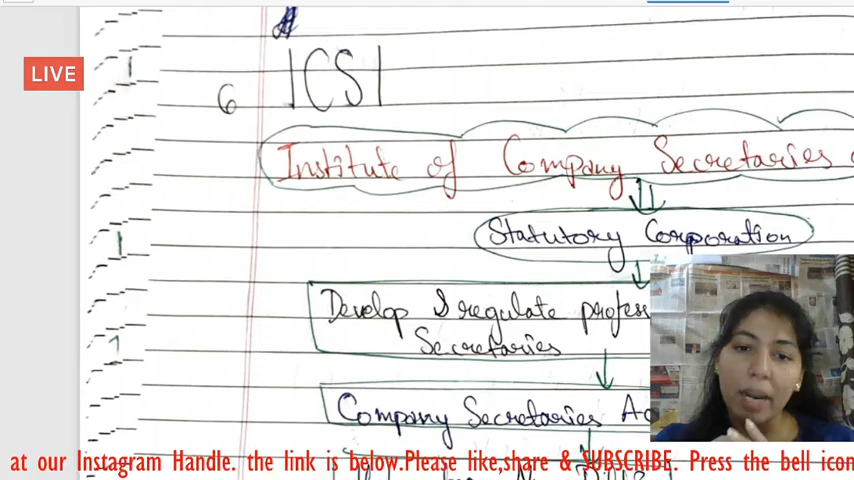 LIVE
6 ICSI
Institute of Company Secretaries
Statutory Corporation
Develop & regulate profess
Secretaries
Company Secretaries Ac
at our Instagram Handle. the link is below.Please like,share & SUBSCRIBE. Press the bell icon